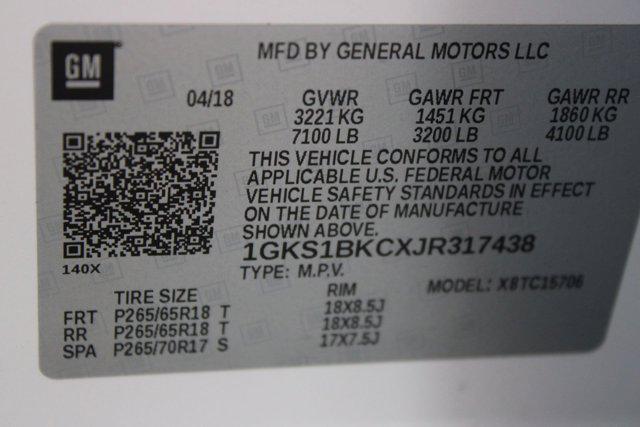 GM
MFD BY GENERAL MOTORS LLC
04/18 GVWR GAWR FRT GAWR RR
3221 KG 1451 KG 1860 KG
7100 LB 3200 LB 4100 LB
THIS VEHICLE CONFORMS TO ALL
APPLICABLE U.S. FEDERAL MOTOR
VEHICLE SAFETY STANDARDS IN EFFECT
ON THE DATE OF MANUFACTURE
SHOWN ABOVE.
140X
1GKS1BKCXJR317438
TYPE: M.P.V. MODEL: X8TC15706
TIRE SIZE RIM
FRT P265/65R18 T 18X8.5J
RR P265/65R18 T 18X8.5J
SPA P265/70R17 S 17X7.5J